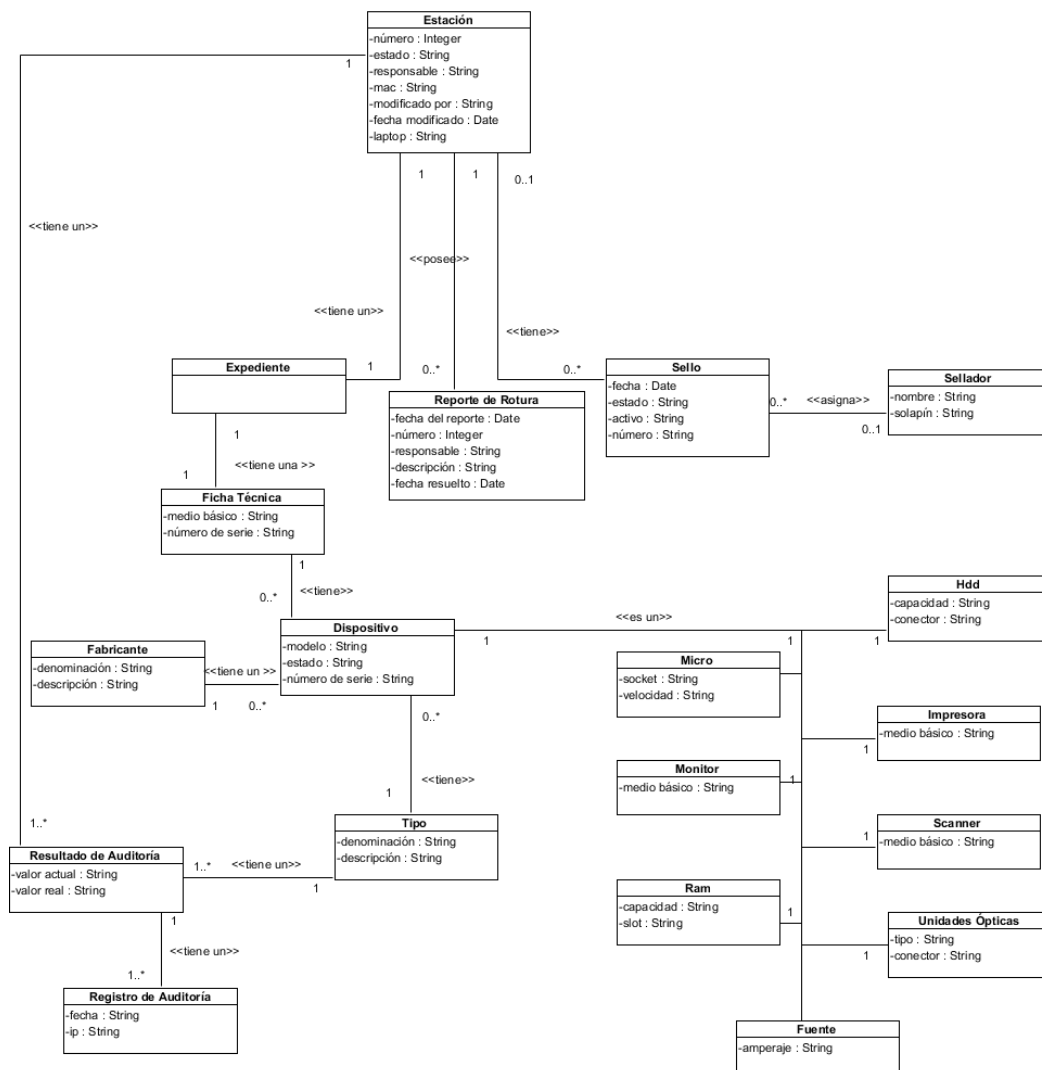 Estación
-número : Integer
-estado : String
-responsable : String
-mac : String
-modificado por : String
-fecha modificado : Date
-laptop : String
1
1
1
0..1
<<tiene un>>
<<posee>>
<<tiene un>>
<<tiene>>
1
0..*
0..*
Expediente
Reporte de Rotura
-fecha del reporte : Date
-número : Integer
-responsable : String
-descripción : String
-fecha resuelto : Date
Sello
-fecha : Date
-estado : String
-activo : String
-número : String
0..*
<<asigna>>
0..1
Sellador
-nombre : String
-solapín : String
1
<<tiene una >>
1
Ficha Técnica
-medio básico : String
-número de serie : String
1
<<tiene>>
0..*
Dispositivo
-modelo : String
-estado : String
-número de serie : String
Fabricante
-denominación : String
-descripción : String
<<tiene un >>
1
0..*
0..*
<<tiene>>
1
<<es un>>
1
1
1
Hdd
-capacidad : String
-conector : String
Micro
-socket : String
-velocidad : String
Impresora
-medio básico : String
1
Monitor
-medio básico : String
1
Scanner
-medio básico : String
1
Ram
-capacidad : String
-slot : String
1
Unidades Ópticas
-tipo : String
-conector : String
1
Fuente
-amperaje : String
Tipo
-denominación : String
-descripción : String
1..*
Resultado de Auditoría
-valor actual : String
-valor real : String
1..*
<<tiene un>>
1
1
<<tiene un>>
1..*
Registro de Auditoría
-fecha : String
-ip : String